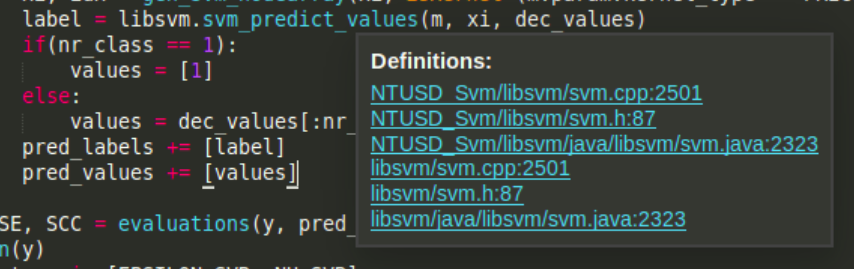 label = libsvm.svm_predict_values(m, xi, dec_values)
if(nr_class == 1):
values = [1]
else:
values = dec_values[:nr_
pred_labels += [label]
pred_values += [values]
SE, SCC = evaluations(y, pred_
n(y)
Definitions:
NTUSD_Svm/libsvm/svm.cpp:2501
NTUSD_Svm/libsvm/svm.h:87
NTUSD_Svm/libsvm/java/libsvm/svm.java:2323
libsvm/svm.cpp:2501
libsvm/svm.h:87
libsvm/java/libsvm/svm.java:2323